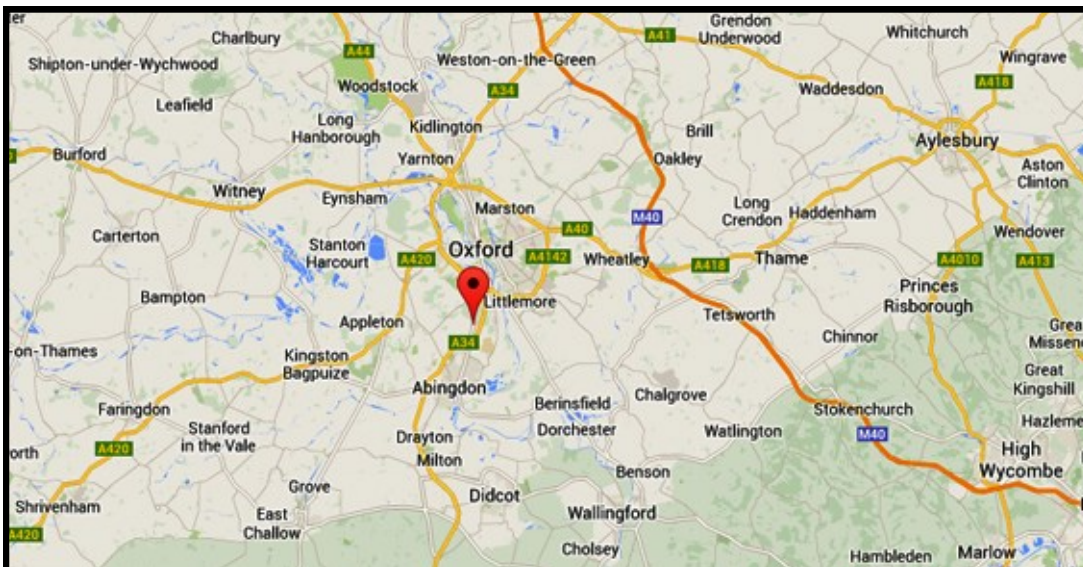 Charlbury
A44
A41
Grendon
Underwood
Whitchurch
Shipton-under-Wychwood
Weston-on-the-Green
Wingrave
Woodstock
A34
A418
Waddesdon
Leafield
Long
Hanborough
Kidlington
Brill
Aylesbury
Burford
Yarnton
Oakley
Aston
Clinton
Witney
Eynsham
Marston
M40
Long
Crendon
Haddenham
Carterton
Stanton
Harcourt
Oxford
A40
Wendover
A420
A4142
Wheatley
A418
Thame
A4010
A413
Bampton
Littlemore
Princes
Risborough
Appleton
Tetsworth
Chinnor
Grea
Missen
-on-Thames
Kingston
Bagpuize
A34
Great
Kingshill
Abingdon
Chalgrove
Faringdon
Berinsfield
Stokenchurch
Hazleme
Stanford
in the Vale
Drayton
Dorchester
Watlington
M40
A420
orth
Milton
Benson
High
Wycombe
Grove
Didcot
Shrivenham
East
Challow
Wallingford
A420
Cholsey
Hambleden
Marlow